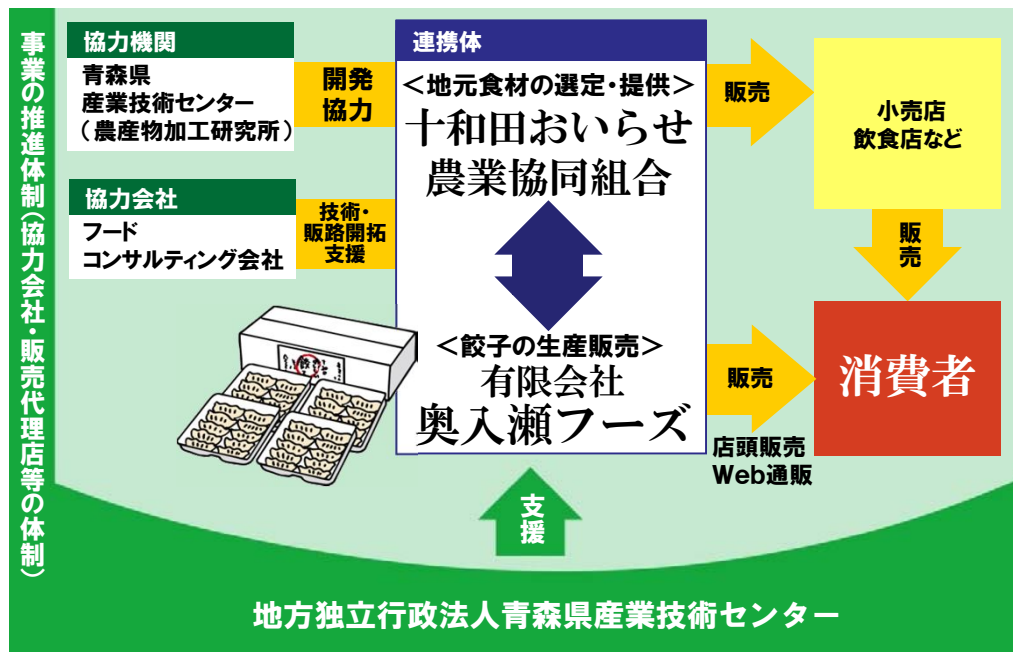 事業の推進体制（協力会社・販売代理店等の体制）
協力機関
青森県
産業技術センター
（農産物加工研究所）
開発
協力
協力会社
フード
コンサルティング会社
技術・
販路開拓
支援
連携体
＜地元食材の選定・提供＞
十和田おいらせ
農業協同組合
＜餃子の生産販売＞
有限会社
奥入瀬フーズ
販売
小売店
飲食店など
販売
販売
店頭販売
Web通販
消費者
支援
地方独立行政法人青森県産業技術センター